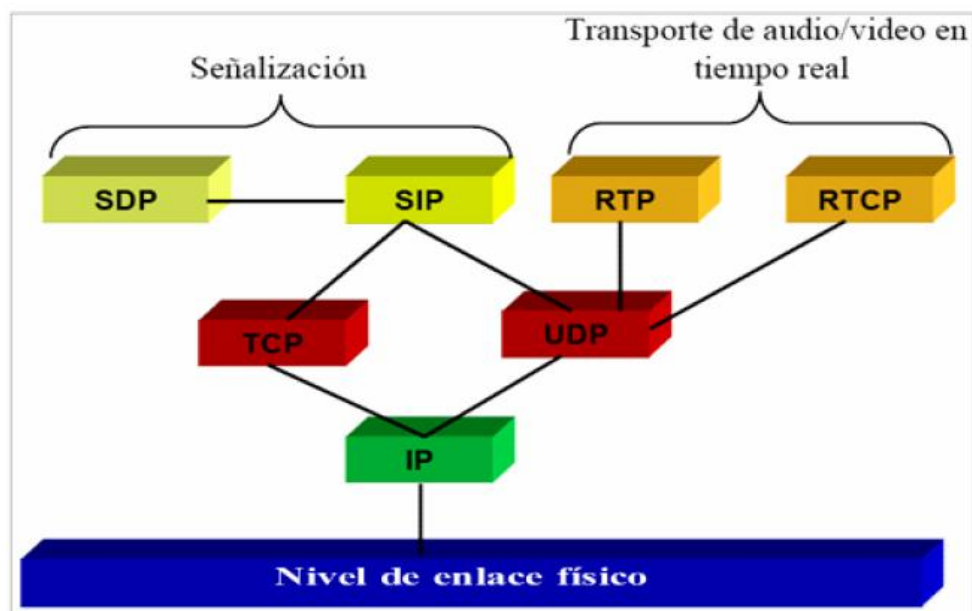 Señalización
Transporte de audio/video en
tiempo real
SDP
SIP
RTP
RTCP
TCP
UDP
IP
Nivel de enlace físico